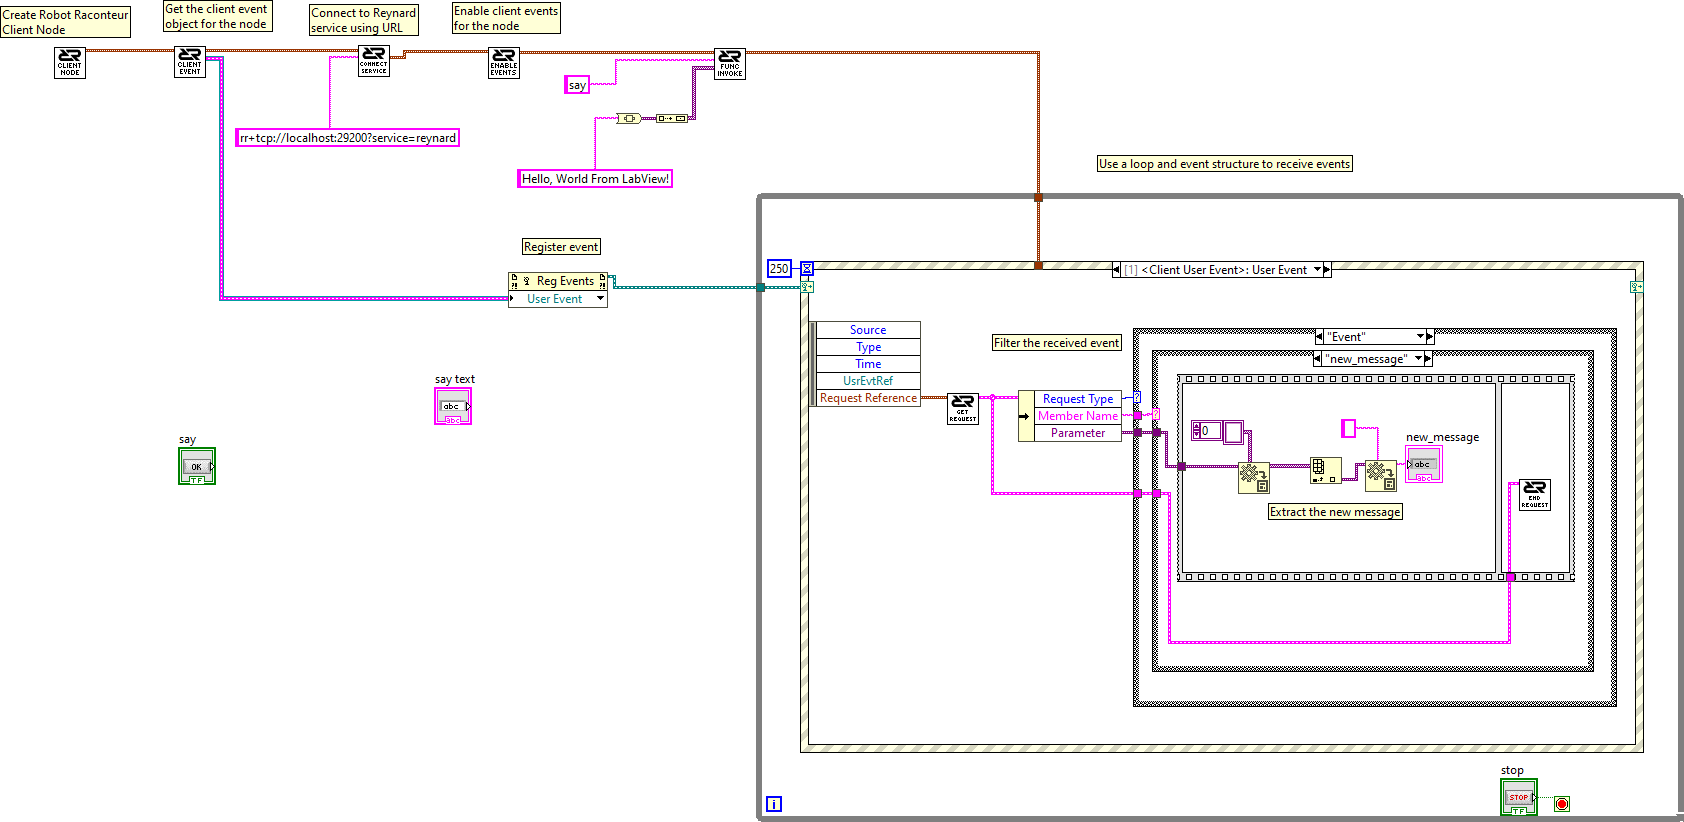 Create Robot Raconteur
Client Node
Get the client event
object for the node
Connect to Reynard
service using URL
Enable client events
for the node
CLIENT
NODE
CLIENT
EVENT
CONNECT
SERVICE
ENABLE
EVENTS
FUNC
INVOKE
say
rr+tcp://localhost:29200?service=reynard
Hello, World From LabView!
Use a loop and event structure to receive events
Register event
Reg Events
User Event
250
[1] <Client User Event>: User Event
Source
Type
Time
UsrEvtRef
Request Reference
GET
REQUEST
Filter the received event
Request Type
Member Name
Parameter
"Event"
"new_message"
0
new_message
abc
abc
Extract the new message
END
REQUEST
say text
abc
abc
say
OK
TF
stop
STOP
TF
i